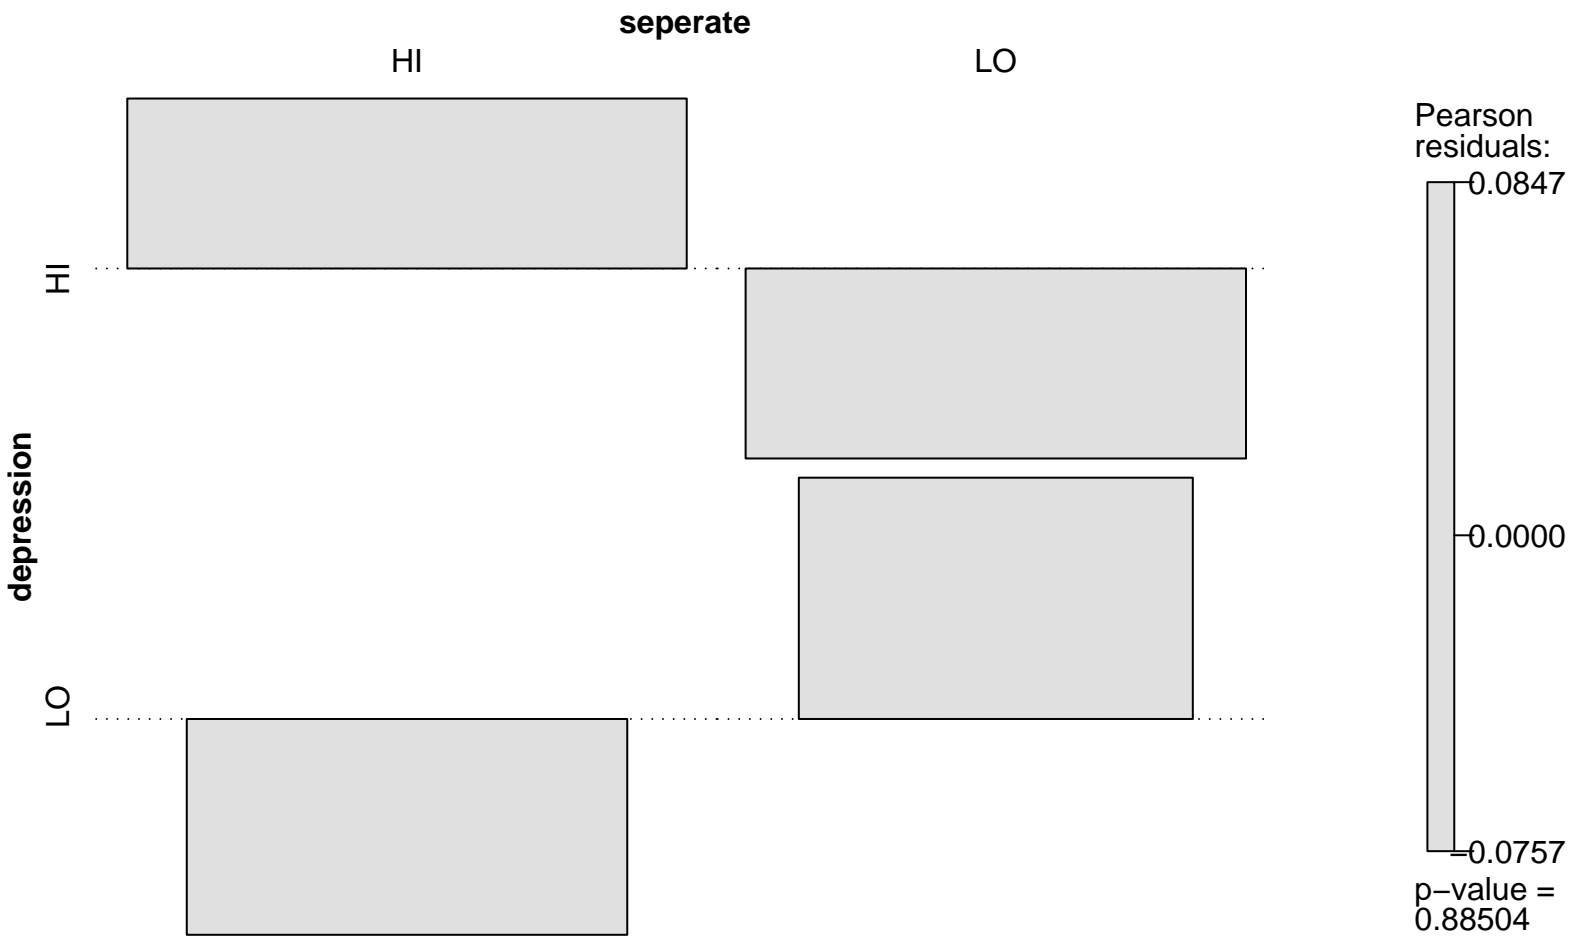 seperate
HI LO
Pearson
residuals:
0.0847
HI
depression
0.0000
LO
−0.0757
p−value =
0.88504